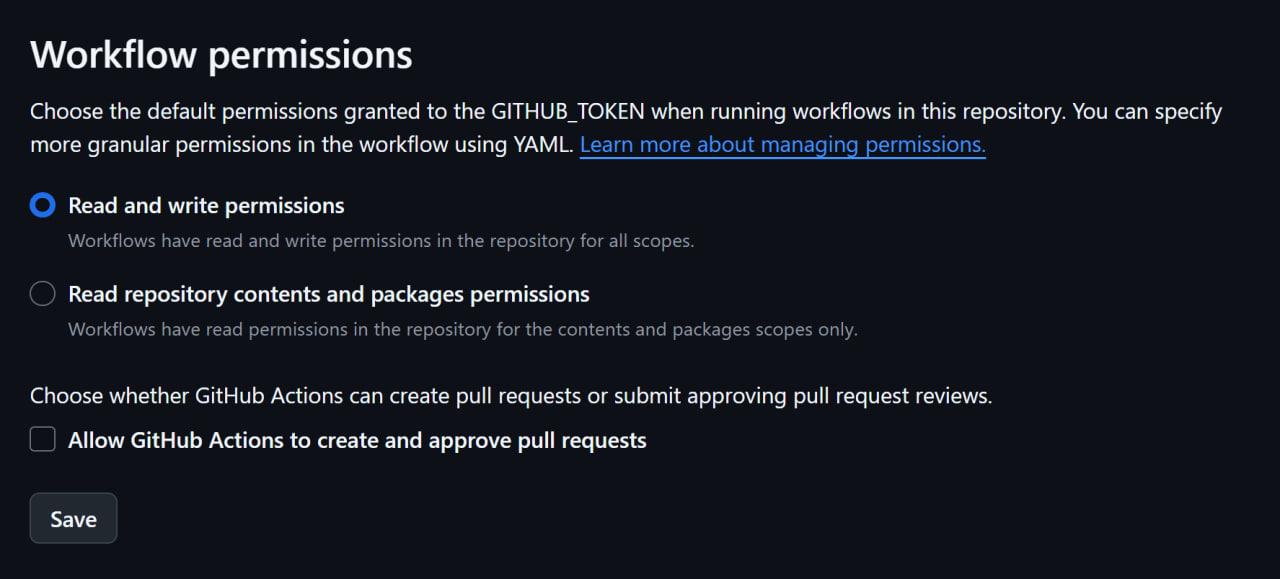 Workflow permissions
Choose the default permissions granted to the GITHUB_TOKEN when running workflows in this repository. You can specify
more granular permissions in the workflow using YAML. Learn more about managing permissions.
Read and write permissions
Workflows have read and write permissions in the repository for all scopes.
Read repository contents and packages permissions
Workflows have read permissions in the repository for the contents and packages scopes only.
Choose whether GitHub Actions can create pull requests or submit approving pull request reviews.
Allow GitHub Actions to create and approve pull requests
Save